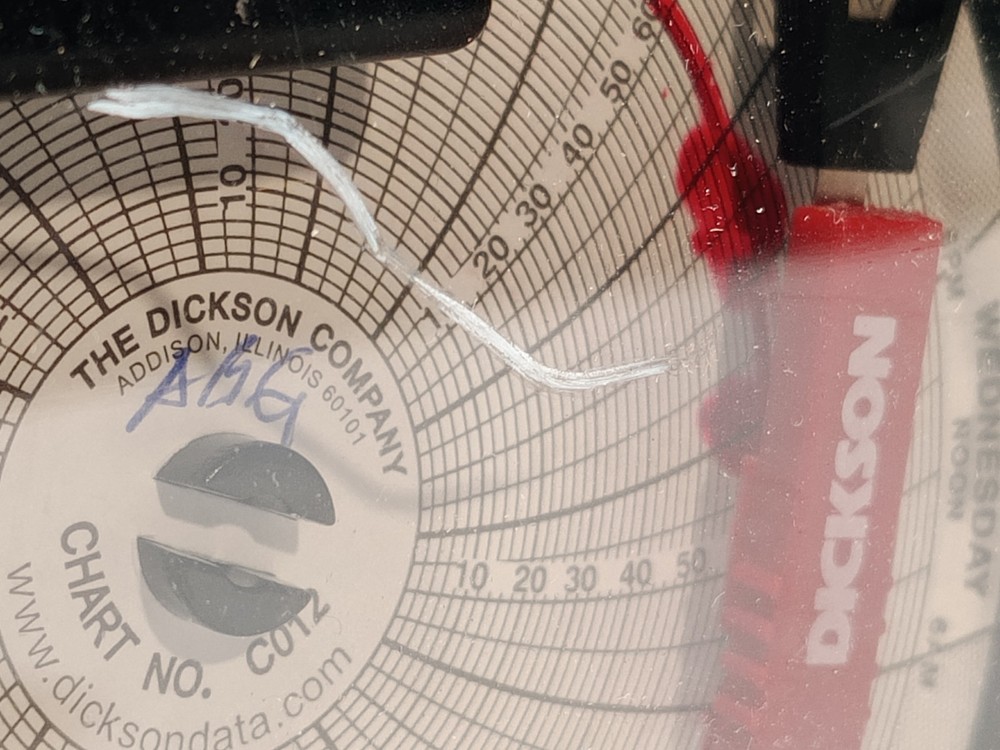 THE DICKSON COMPANY
ADDISON, ILLINOIS 60101
CHART NO. C012
www.dicksondata.com
10
20 30 40 50 60
10 20 30 40 50
DICKSON
WEDNESDAY
NOON